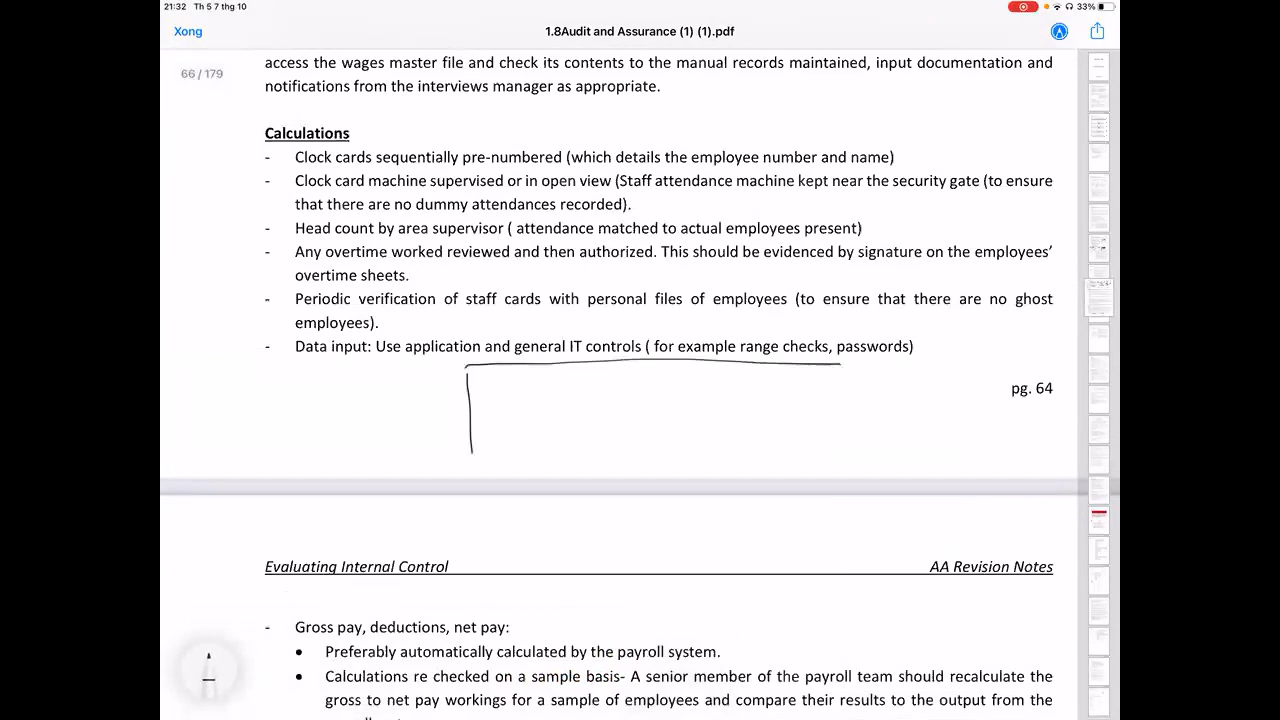 21:32 Th 5 7 thg 10 33%
Xong 1.8Audit and Assurance (1) (1).pdf
66 / 179
access the wages master file and check its contents to the manual records maintained, input documentation and
notifications from the interviewing manager as appropriate.
Calculations
- Clock cards sequentially pre-numbered (which details the employee number and name)
- Clock card machine supervised or in open view (Staff attendance machine kept near the security gate (to ensure
that there are no dummy attendances recorded).
- Head count (from supervisor, attendance matched to actual employees present)
- Any overtime worked reviewed and then authorized. (This should be evidenced by signature on the employees’
overtime sheet)
- Periodic verification of pay records with personnel files of employees (to ensure that there are no ghost
employees).
- Data input: Use application and general IT controls ( for example range checks, passwords)
pg. 64
Evaluating Internal Control AA Revision Notes
- Gross pay, deductions, net pay:
● Preferably automatically calculated by the payroll system.
● Calculations checked on a sample basis- A senior member of the payroll team should recalculate the
gross to net pay workings for a sample of employees and compare their results to the output from the